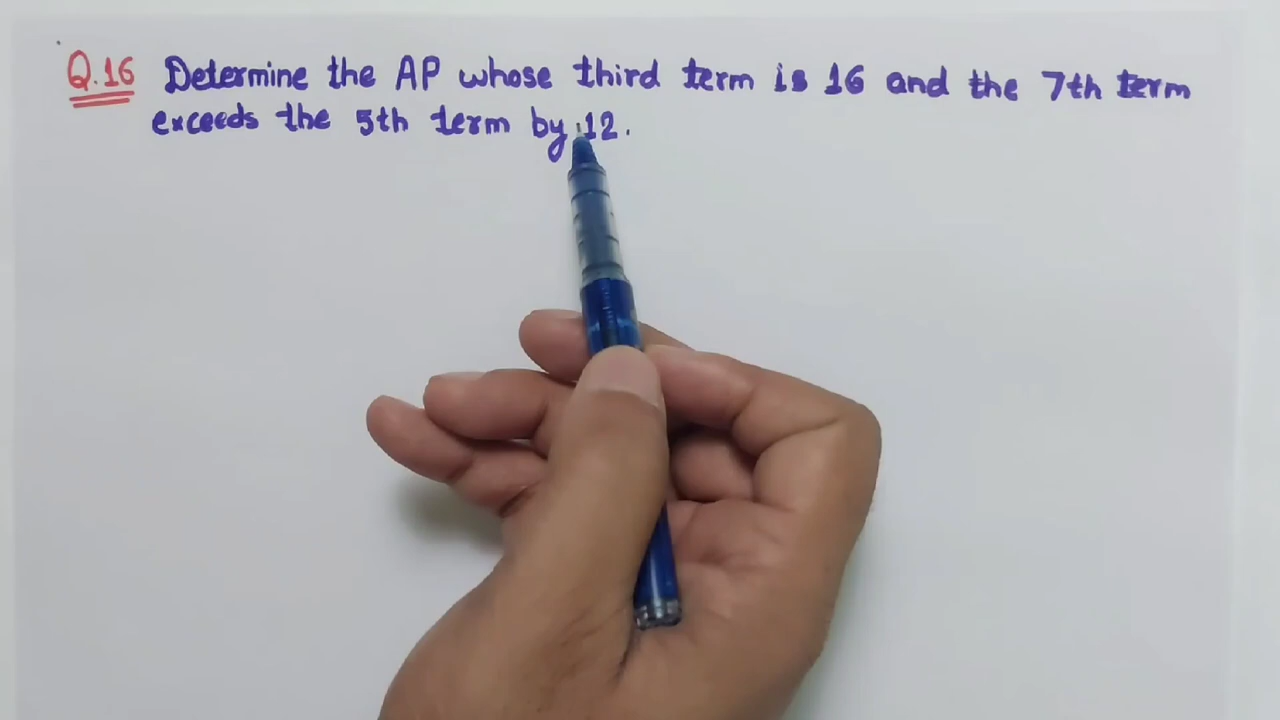 Q.16 Determine the AP whose third term is 16 and the 7th term
exceeds the 5th term by 12.